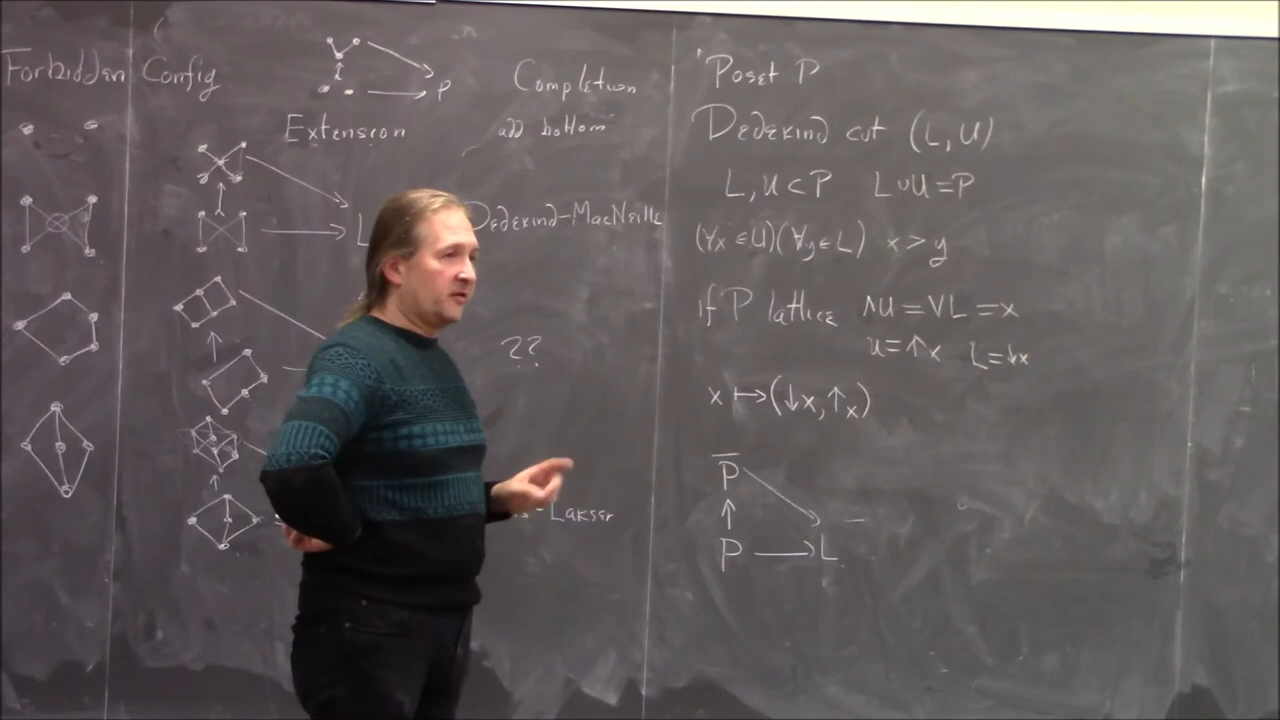 Forbidden Config
P
Extension
Completion
add bottom
L
Dedekind-MacNeille
??
-Lakser
Poset P
Dedekind cut (L, U)
L, U ⊂ P L ∪ U = P
(∀x ∈ U)(∀y ∈ L) x > y
if P lattice ∧U = ∨L = x
U = ↑x L = ↓x
x ↦ (↓x, ↑x)
P̅
P → L